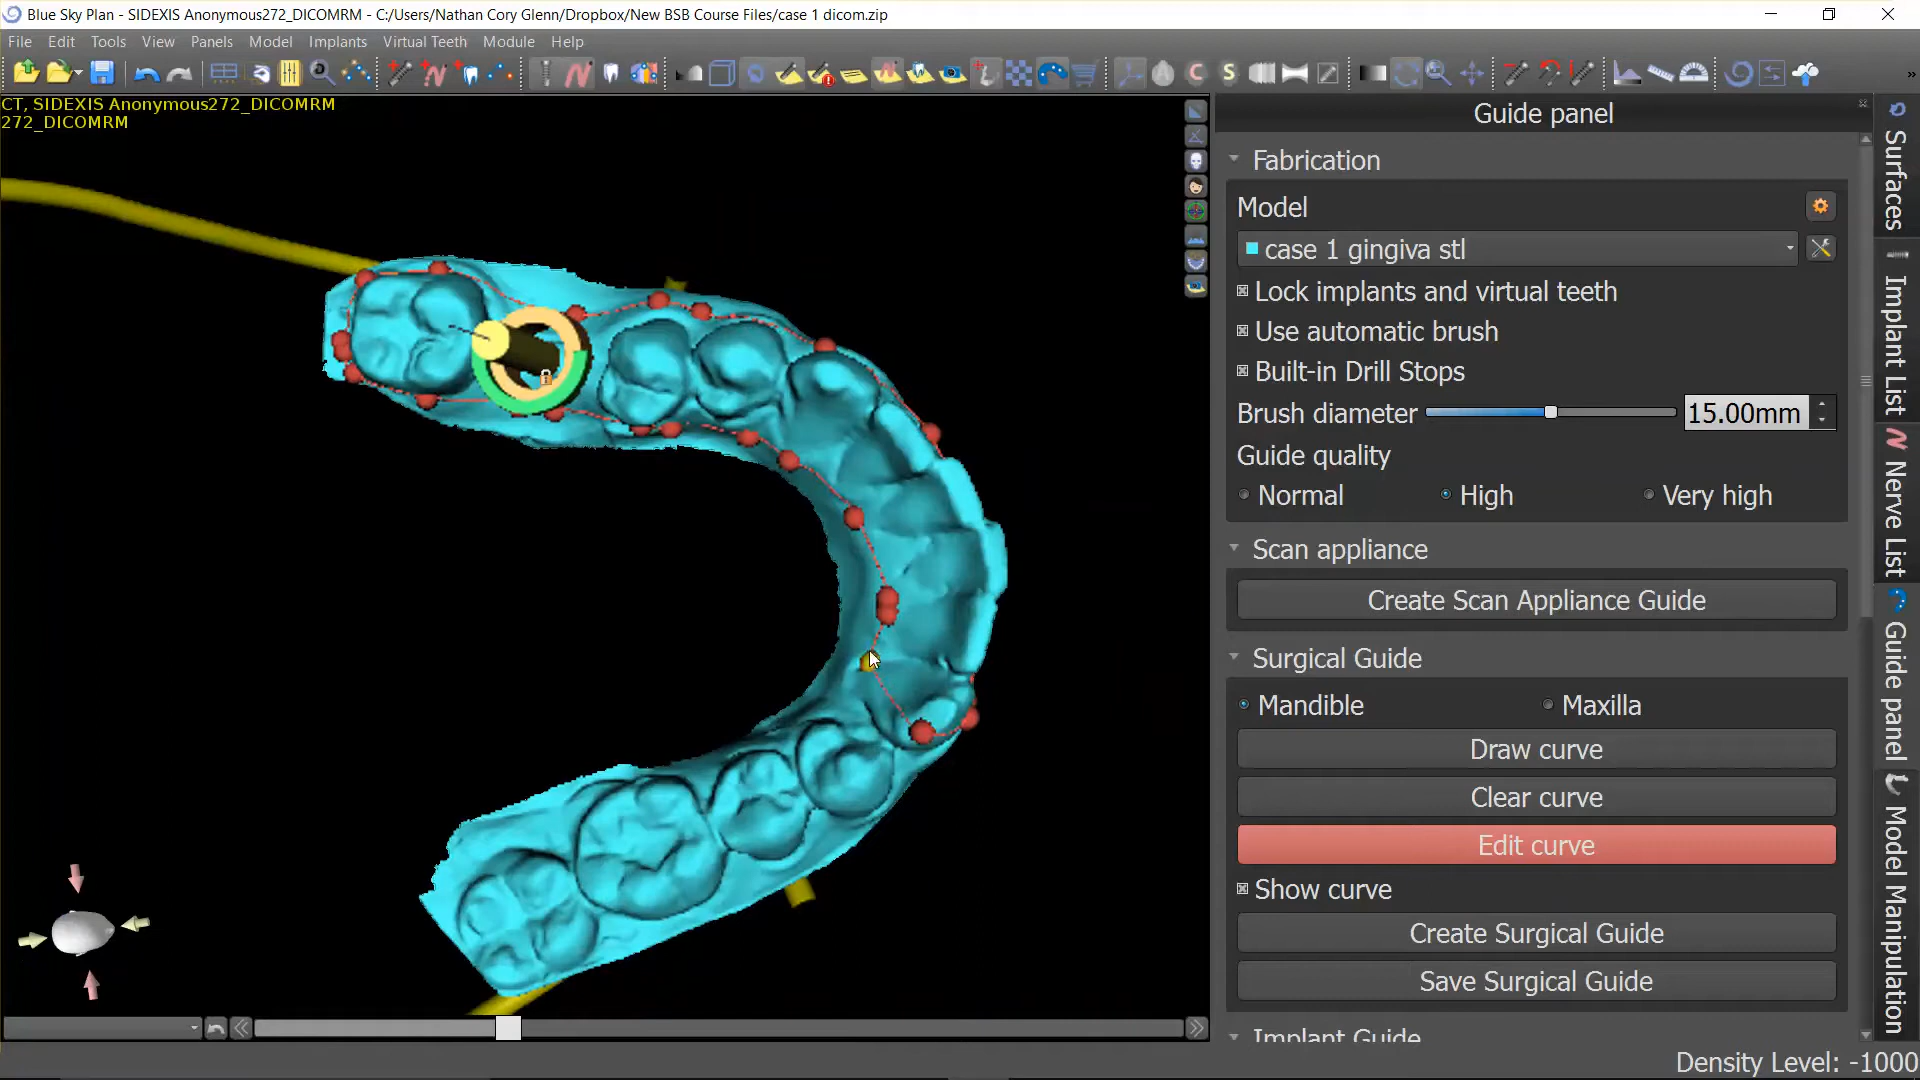 Blue Sky Plan - SIDEXIS Anonymous272_DICOMRM - C:/Users/Nathan Cory Glenn/Dropbox/New BSB Course Files/case 1 dicom.zip
File Edit Tools View Panels Model Implants Virtual Teeth Module Help
C S
»
CT, SIDEXIS Anonymous272_DICOMRM
272_DICOMRM
Guide panel
Fabrication
Model
case 1 gingiva stl
Lock implants and virtual teeth
Use automatic brush
Built-in Drill Stops
Brush diameter 15.00mm
Guide quality
Normal High Very high
Scan appliance
Create Scan Appliance Guide
Surgical Guide
Mandible Maxilla
Draw curve
Clear curve
Edit curve
Show curve
Create Surgical Guide
Save Surgical Guide
Implant Guide
Surfaces
Implant List
Nerve List
Guide panel
Model Manipulation
Density Level: -1000